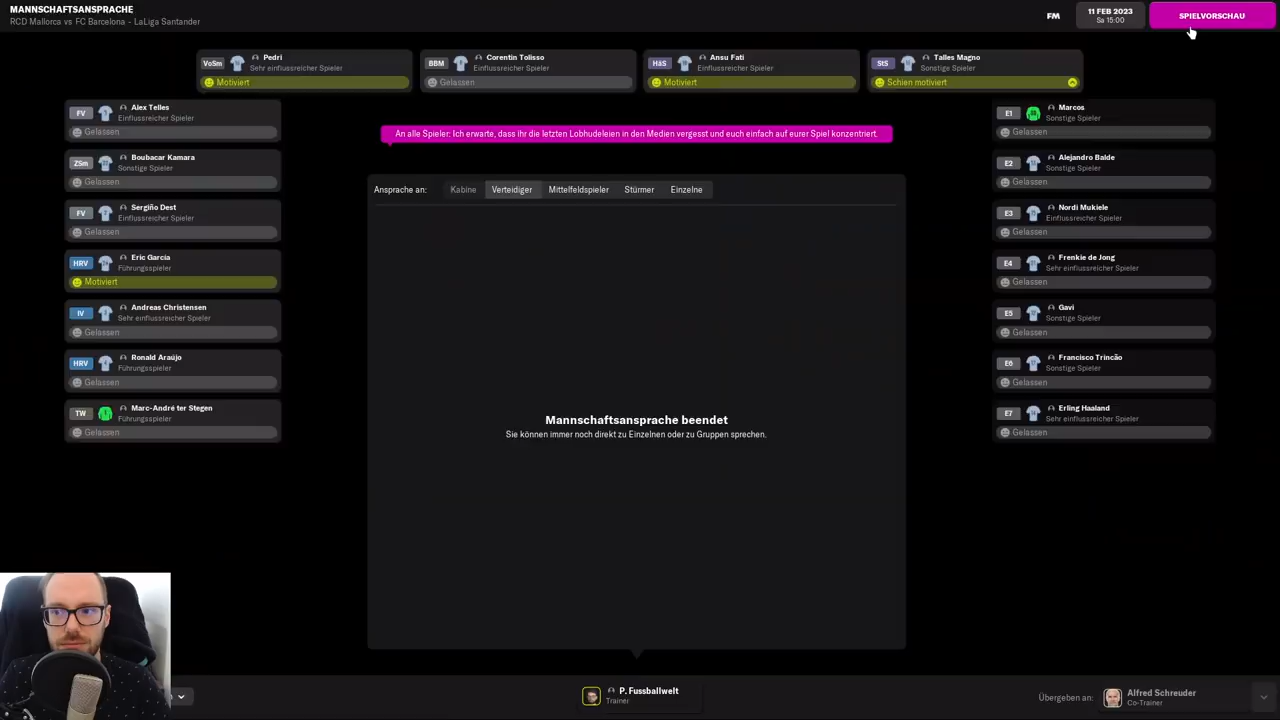 MANNSCHAFTSANSPRACHE
RCD Mallorca vs FC Barcelona - LaLiga Santander
FM
11 FEB 2023
Sa 15:00
SPIELVORSCHAU
VoSm
Pedri
Sehr einflussreicher Spieler
Motiviert
BBM
Corentin Tolisso
Einflussreicher Spieler
Gelassen
HäS
Ansu Fati
Einflussreicher Spieler
Motiviert
StS
Talles Magno
Sonstige Spieler
Schien motiviert
FV
Alex Telles
Einflussreicher Spieler
Gelassen
ZSm
Boubacar Kamara
Sonstige Spieler
Gelassen
FV
Sergiño Dest
Einflussreicher Spieler
Gelassen
HRV
Eric García
Führungsspieler
Motiviert
IV
Andreas Christensen
Sehr einflussreicher Spieler
Gelassen
HRV
Ronald Araújo
Führungsspieler
Gelassen
TW
Marc-André ter Stegen
Führungsspieler
Gelassen
An alle Spieler: Ich erwarte, dass ihr die letzten Lobhudeleien in den Medien vergesst und euch einfach auf eurer Spiel konzentriert.
Ansprache an: Kabine Verteidiger Mittelfeldspieler Stürmer Einzelne
Mannschaftsansprache beendet
Sie können immer noch direkt zu Einzelnen oder zu Gruppen sprechen.
E1
Marcos
Sonstige Spieler
Gelassen
E2
Alejandro Balde
Sonstige Spieler
Gelassen
E3
Nordi Mukiele
Einflussreicher Spieler
Gelassen
E4
Frenkie de Jong
Sehr einflussreicher Spieler
Gelassen
E5
Gavi
Sonstige Spieler
Gelassen
E6
Francisco Trincão
Sonstige Spieler
Gelassen
E7
Erling Haaland
Sehr einflussreicher Spieler
Gelassen
P. Fussballwelt
Trainer
Übergeben an:
Alfred Schreuder
Co-Trainer